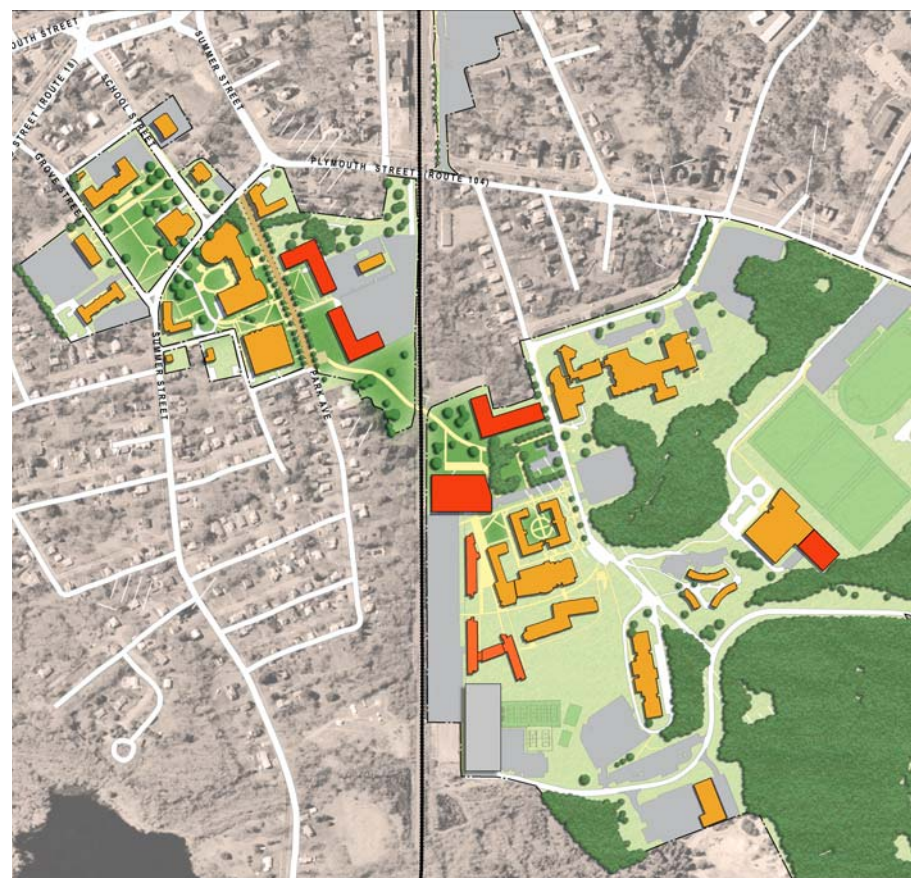 OUTH STREET
STREET (ROUTE 18)
SCHOOL STREET
SUMMER STREET
GROVE STREET
PLYMOUTH STREET (ROUTE 104)
SUMMER STREET
PARK AVE